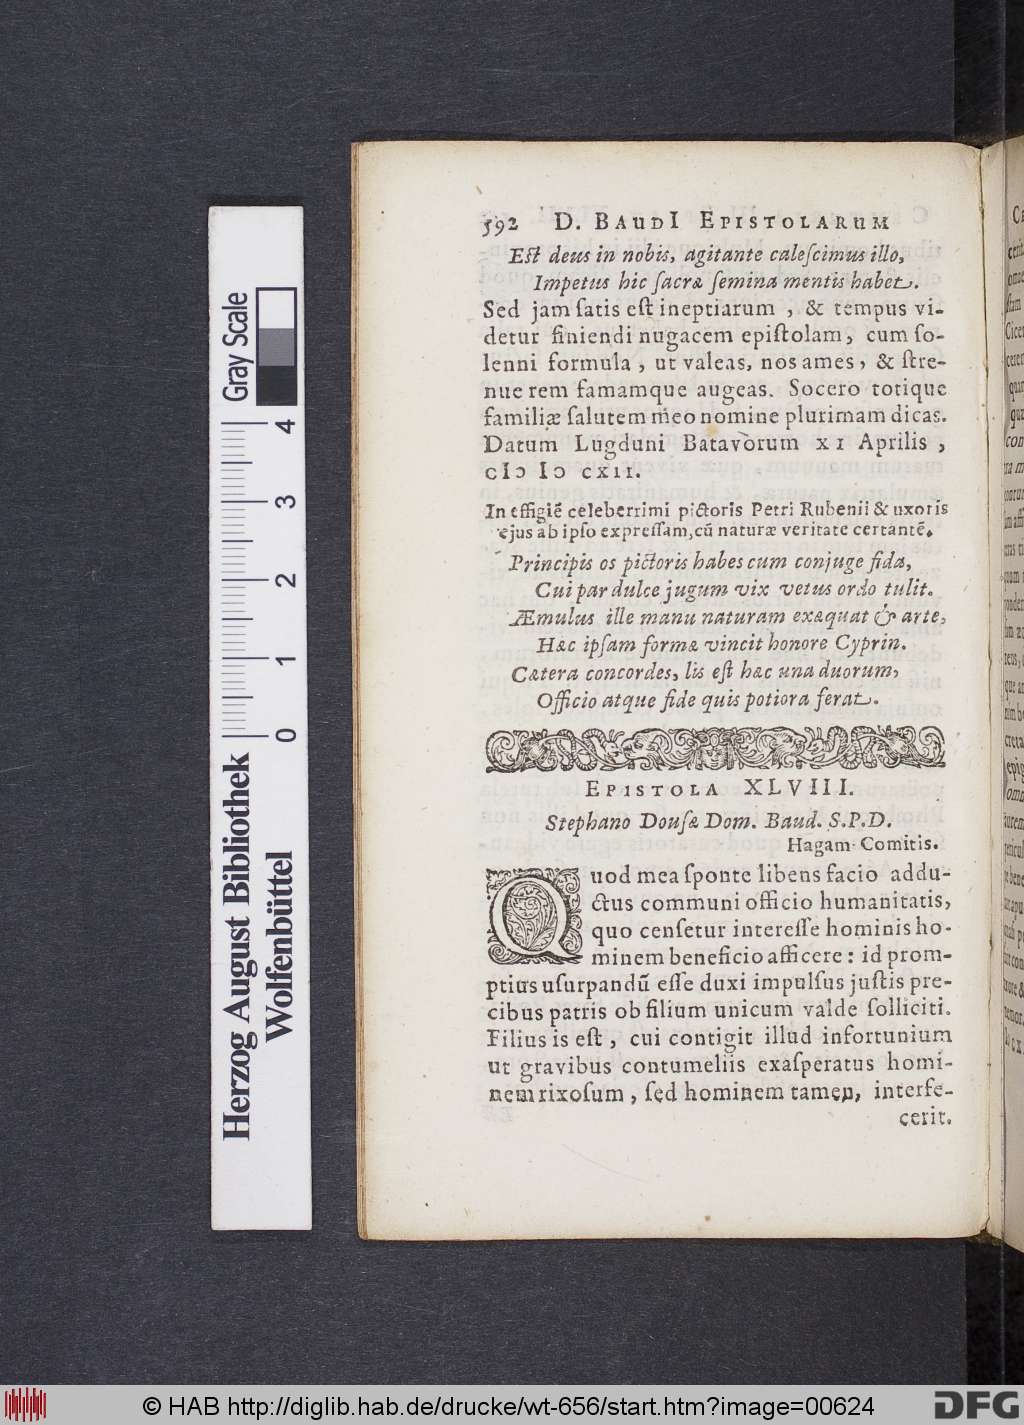 592 D. BAUDI EPISTOLARUM
Est deus in nobis, agitante calescimus illo,
Impetus hic sacræ semina mentis habet.
Sed jam satis est ineptiarum, & tempus vi-
detur finiendi nugacem epistolam, cum so-
lenni formula, ut valeas, nos ames, & stre-
nue rem famamque augeas. Socero totique
familiæ salutem meo nomine plurimam dicas.
Datum Lugduni Batavorum XI Aprilis,
cIↃ IↃ CXII.
In effigiē celeberrimi pictoris Petri Rubenii & uxoris
ejus ab ipso expressam, cū naturæ veritate certantē.
Principis os pictoris habes cum conjuge fida,
Cui par dulce jugum vix vetus ordo tulit.
Æmulus ille manu naturam exæquat & arte,
Hæc ipsam formæ vincit honore Cyprin.
Cætera concordes, lis est hæc una duorum,
Officio atque fide quis potiora ferat.
EPISTOLA XLVIII.
Stephano Dousæ Dom. Baud. S.P.D.
Hagam Comitis.
Quod mea sponte libens facio addu-
ctus communi officio humanitatis,
quo censetur interesse hominis ho-
minem beneficio afficere: id prom-
ptius usurpandū esse duxi impulsus justis pre-
cibus patris ob filium unicum valde solliciti.
Filius is est, cui contigit illud infortunium
ut gravibus contumeliis exasperatus homi-
nem rixosum, sed hominem tamen, interfe-
cerit.
Herzog August Bibliothek
Wolfenbüttel
0 1 2 3 4
Gray Scale
© HAB http://diglib.hab.de/drucke/wt-656/start.htm?image=00624
DFG